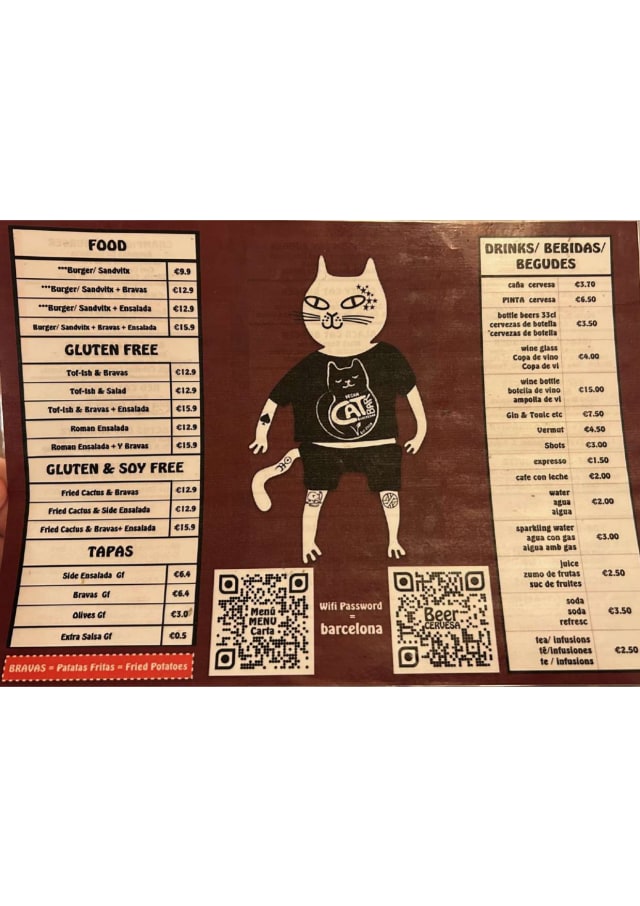 FOOD
***Burger/ Sandvitx €9.9
***Burger/ Sandvitx + Bravas €12.9
***Burger/ Sandvitx + Ensalada €12.9
Burger/ Sandvitx + Bravas + Ensalada €15.9
GLUTEN FREE
Tof-ish & Bravas €12.9
Tof-ish & Salad €12.9
Tof-ish & Bravas + Ensalada €15.9
Roman Ensalada €12.9
Roman Ensalada + Y Bravas €15.9
GLUTEN & SOY FREE
Fried Cactus & Bravas €12.9
Fried Cactus & Side Ensalada €12.9
Fried Cactus & Bravas+ Ensalada €15.9
TAPAS
Side Ensalada Gf €6.4
Bravas Gf €6.4
Olives Gf €3.0
Extra Salsa Gf €0.5
BRAVAS = Patatas Fritas = Fried Potatoes
VEGAN
CAT
BAR
Menú
MENU
Carta
Wifi Password
=
barcelona
Beer
CERVESA
DRINKS/ BEBIDAS/
BEGUDES
caña cervesa €3.70
PINTA cervesa €6.50
bottle beers 33cl
cervezas de botella €3.50
cerveses de botella
wine glass
Copa de vino €4.00
Copa de vi
wine bottle
botella de vino €15.00
ampolla de vi
Gin & Tonic etc €7.50
Vermut €4.50
Shots €3.00
expresso €1.50
cafe con leche €2.00
water
agua €2.00
aigua
sparkling water
agua con gas €3.00
aigua amb gas
juice
zumo de frutas €2.50
suc de fruites
soda
soda €3.50
refresc
tea/ infusions
tê/infusiones €2.50
te / infusions